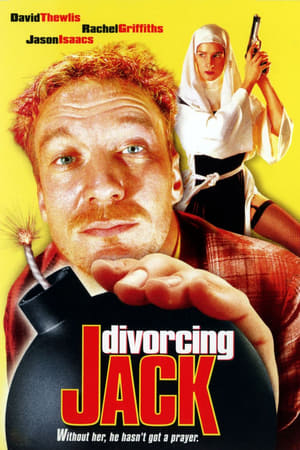 David Thewlis Rachel Griffiths
Jason Isaacs
divorcing
JACK
Without her, he hasn't got a prayer.